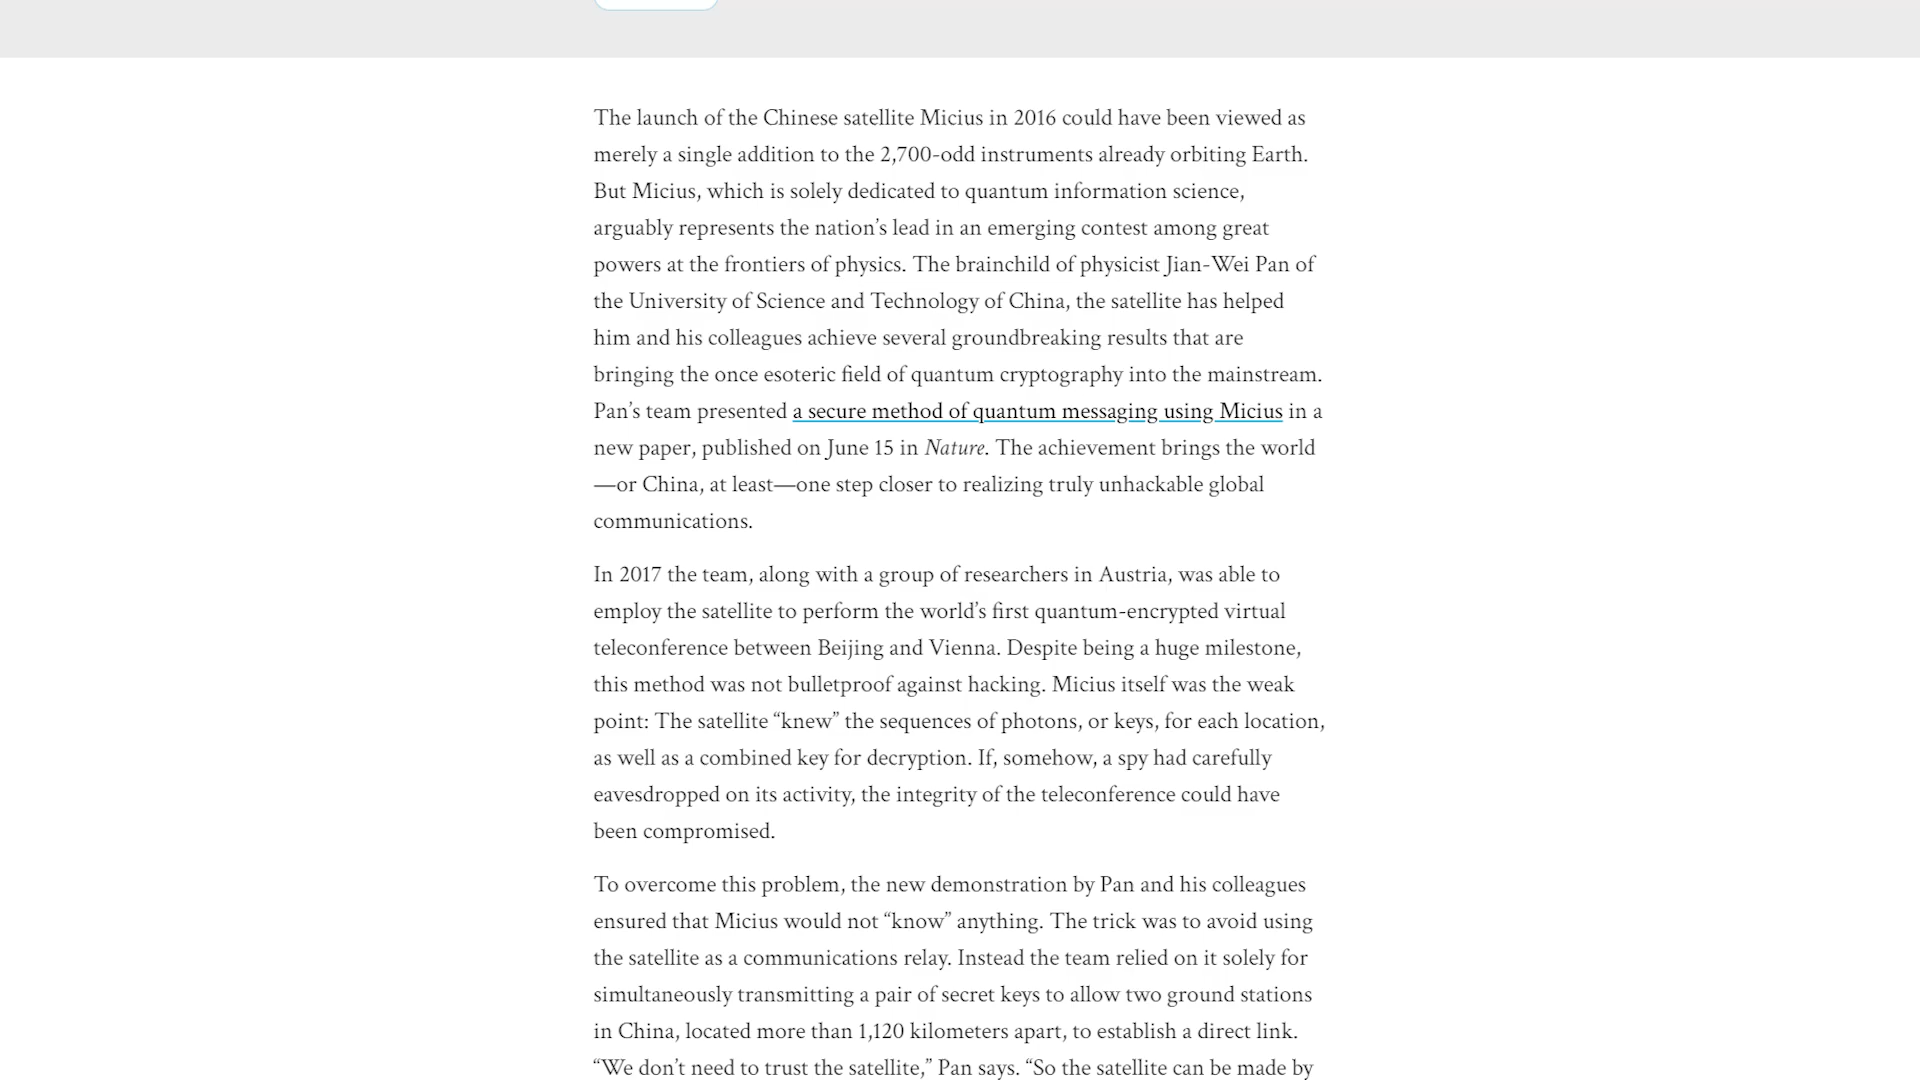 The launch of the Chinese satellite Micius in 2016 could have been viewed as
merely a single addition to the 2,700-odd instruments already orbiting Earth.
But Micius, which is solely dedicated to quantum information science,
arguably represents the nation’s lead in an emerging contest among great
powers at the frontiers of physics. The brainchild of physicist Jian-Wei Pan of
the University of Science and Technology of China, the satellite has helped
him and his colleagues achieve several groundbreaking results that are
bringing the once esoteric field of quantum cryptography into the mainstream.
Pan’s team presented a secure method of quantum messaging using Micius in a
new paper, published on June 15 in Nature. The achievement brings the world
—or China, at least—one step closer to realizing truly unhackable global
communications.
In 2017 the team, along with a group of researchers in Austria, was able to
employ the satellite to perform the world’s first quantum-encrypted virtual
teleconference between Beijing and Vienna. Despite being a huge milestone,
this method was not bulletproof against hacking. Micius itself was the weak
point: The satellite “knew” the sequences of photons, or keys, for each location,
as well as a combined key for decryption. If, somehow, a spy had carefully
eavesdropped on its activity, the integrity of the teleconference could have
been compromised.
To overcome this problem, the new demonstration by Pan and his colleagues
ensured that Micius would not “know” anything. The trick was to avoid using
the satellite as a communications relay. Instead the team relied on it solely for
simultaneously transmitting a pair of secret keys to allow two ground stations
in China, located more than 1,120 kilometers apart, to establish a direct link.
“We don’t need to trust the satellite,” Pan says. “So the satellite can be made by